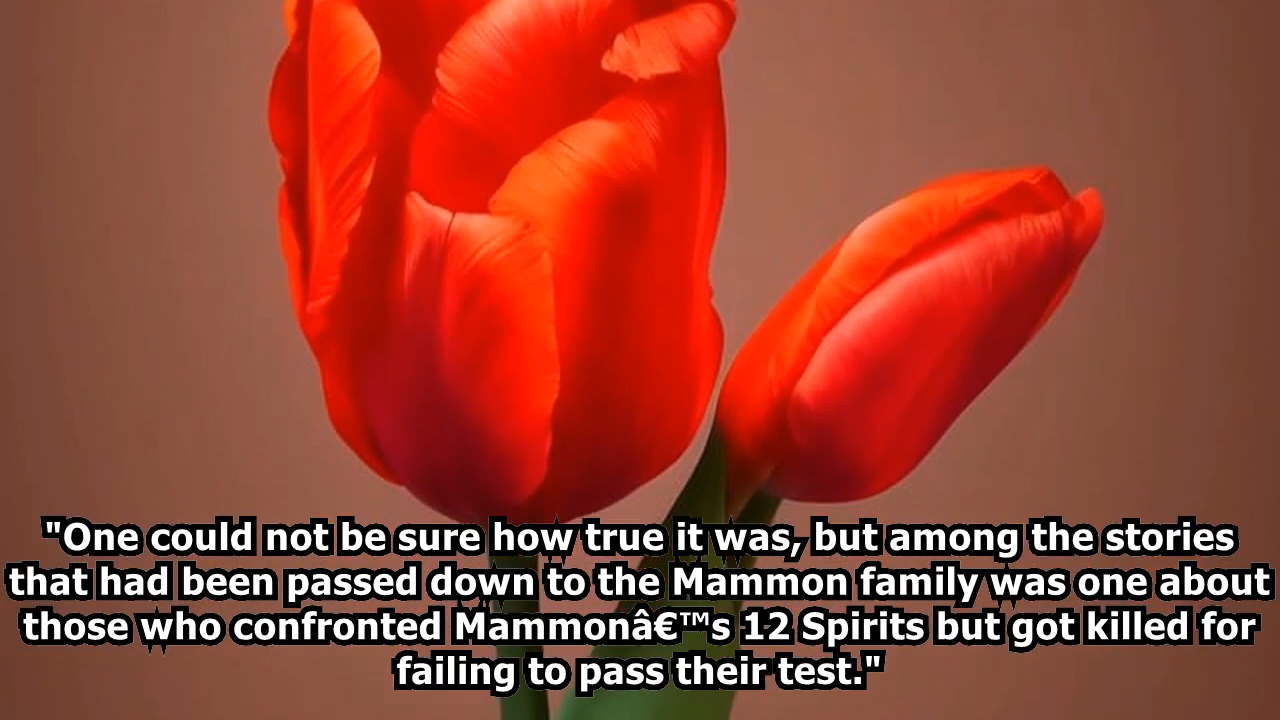 "One could not be sure how true it was, but among the stories
that had been passed down to the Mammon family was one about
those who confronted Mammonâ€™s 12 Spirits but got killed for
failing to pass their test."